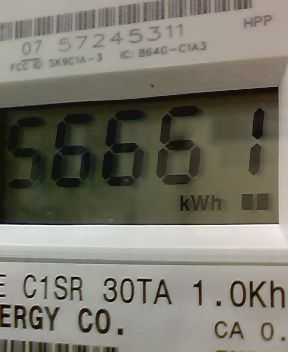 HPP
07 57245311
FCC ID: SK9C1A-3 IC: 864G-C1A3
56661
kWh
E C1SR 30TA 1.0Kh
ERGY CO.
CA 0.